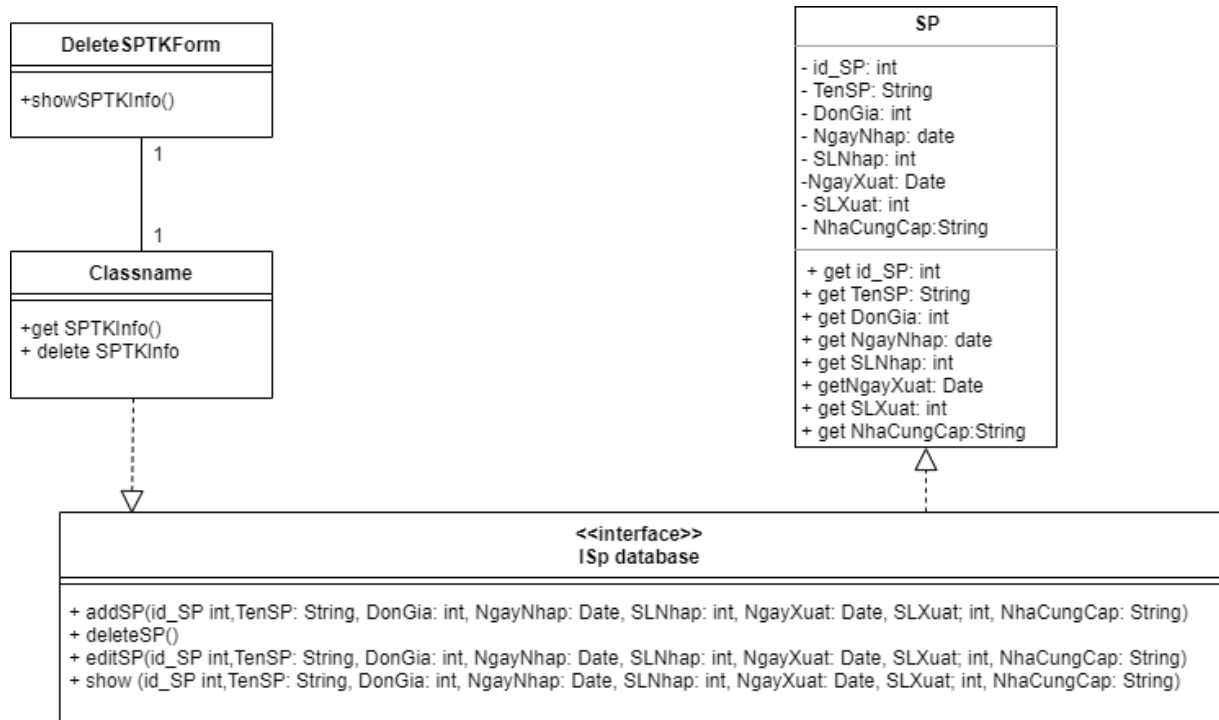 DeleteSPTKForm
+showSPTKInfo()
1
1
Classname
+get SPTKInfo()
+ delete SPTKInfo
SP
- id_SP: int
- TenSP: String
- DonGia: int
- NgayNhap: date
- SLNhap: int
-NgayXuat: Date
- SLXuat: int
- NhaCungCap:String
+ get id_SP: int
+ get TenSP: String
+ get DonGia: int
+ get NgayNhap: date
+ get SLNhap: int
+ getNgayXuat: Date
+ get SLXuat: int
+ get NhaCungCap:String
<<interface>>
ISp database
+ addSP(id_SP int,TenSP: String, DonGia: int, NgayNhap: Date, SLNhap: int, NgayXuat: Date, SLXuat; int, NhaCungCap: String)
+ deleteSP()
+ editSP(id_SP int,TenSP: String, DonGia: int, NgayNhap: Date, SLNhap: int, NgayXuat: Date, SLXuat; int, NhaCungCap: String)
+ show (id_SP int,TenSP: String, DonGia: int, NgayNhap: Date, SLNhap: int, NgayXuat: Date, SLXuat; int, NhaCungCap: String)